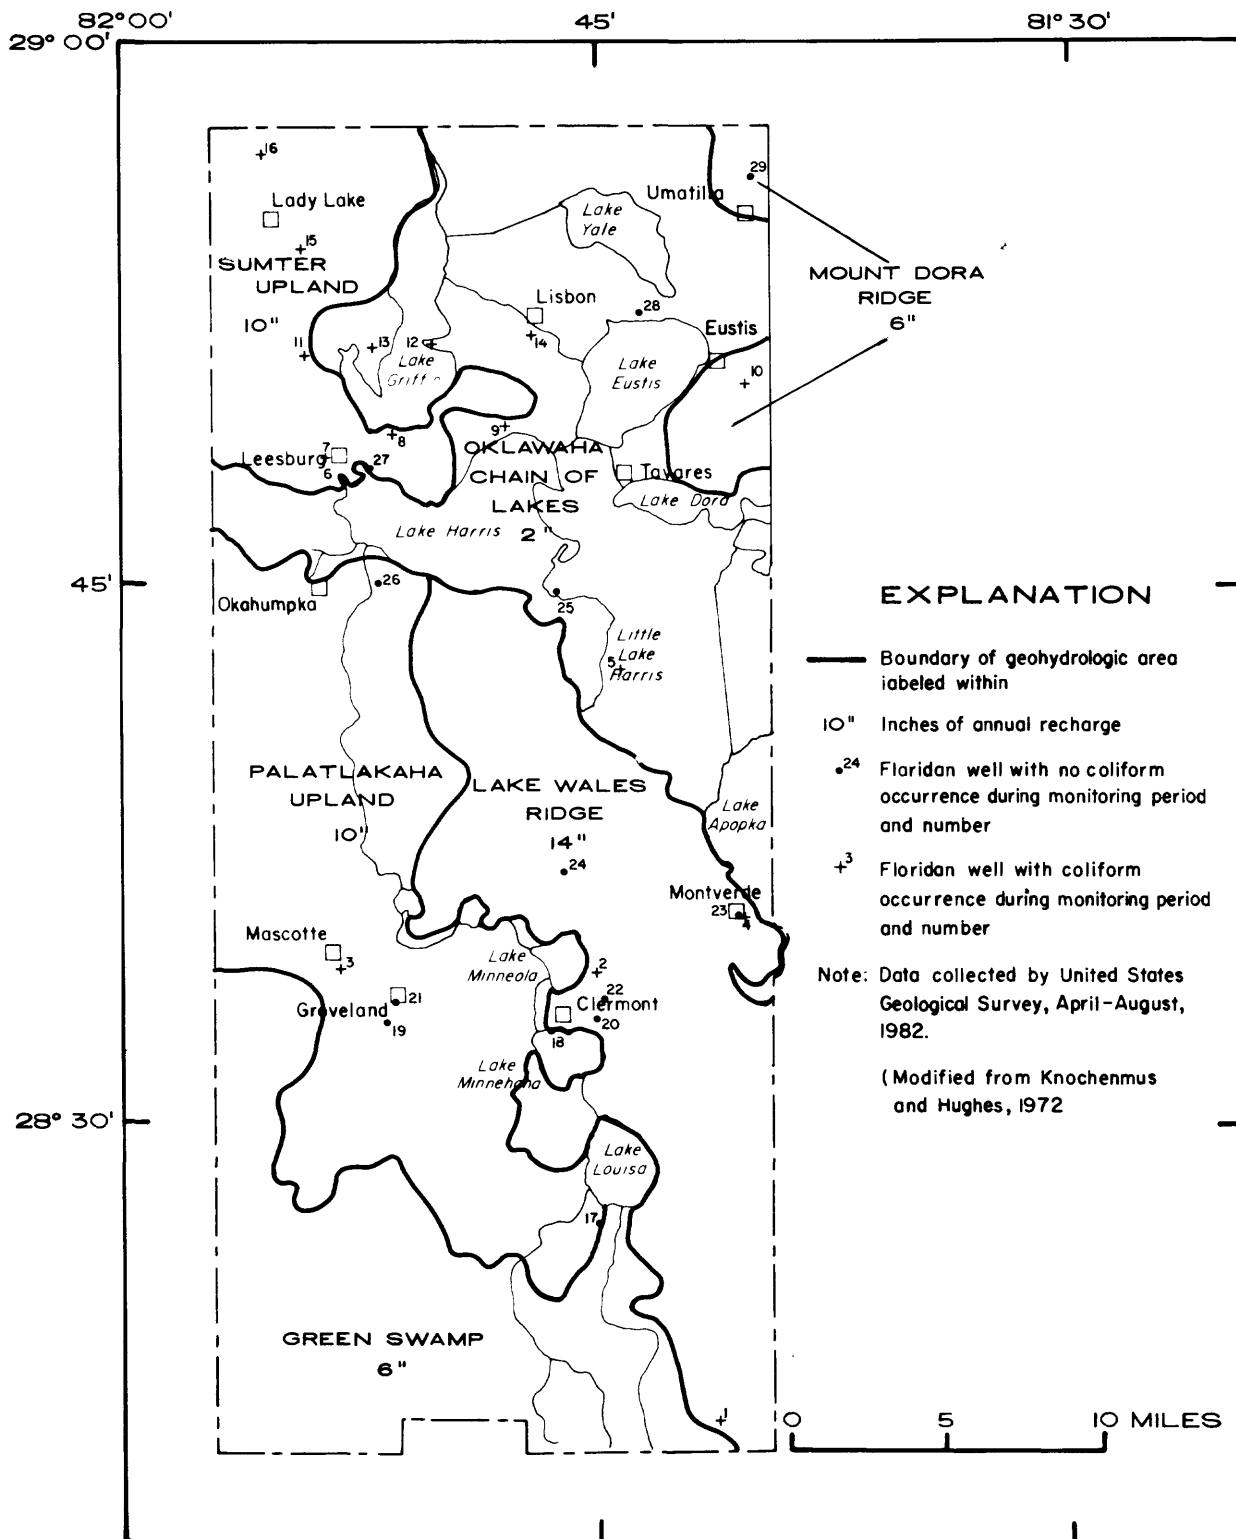 82° 00'
45'
81° 30'
29° 00'
+16
29
Lady Lake
Umatilla
Lake
Yale
+15
SUMTER
UPLAND
10"
MOUNT DORA
RIDGE
6"
Lisbon
28
14
Eustis
11
13
12
Lake
Griffin
Lake
Eustis
10
8
9
7
Leesburg
6
27
OKLAWAHA
CHAIN OF
LAKES
2"
Tavares
Lake Dora
Lake Harris
45'
26
Okahumpka
25
Little
Lake
Harris
5
EXPLANATION
Boundary of geohydrologic area
labeled within
10" Inches of annual recharge
24 Floridan well with no coliform
occurrence during monitoring period
and number
+3 Floridan well with coliform
occurrence during monitoring period
and number
Note: Data collected by United States
Geological Survey, April-August,
1982.
(Modified from Knochenmus
and Hughes, 1972
PALATLAKAHA
UPLAND
10"
LAKE WALES
RIDGE
14"
Lake
Apopka
24
Montverde
23
4
Mascotte
+3
Lake
Minneola
+2
21
Groveland
19
22
Clermont
20
18
Lake
Minnehaha
28° 30'
Lake
Louisa
17
GREEN SWAMP
6"
+1
0 5 10 MILES